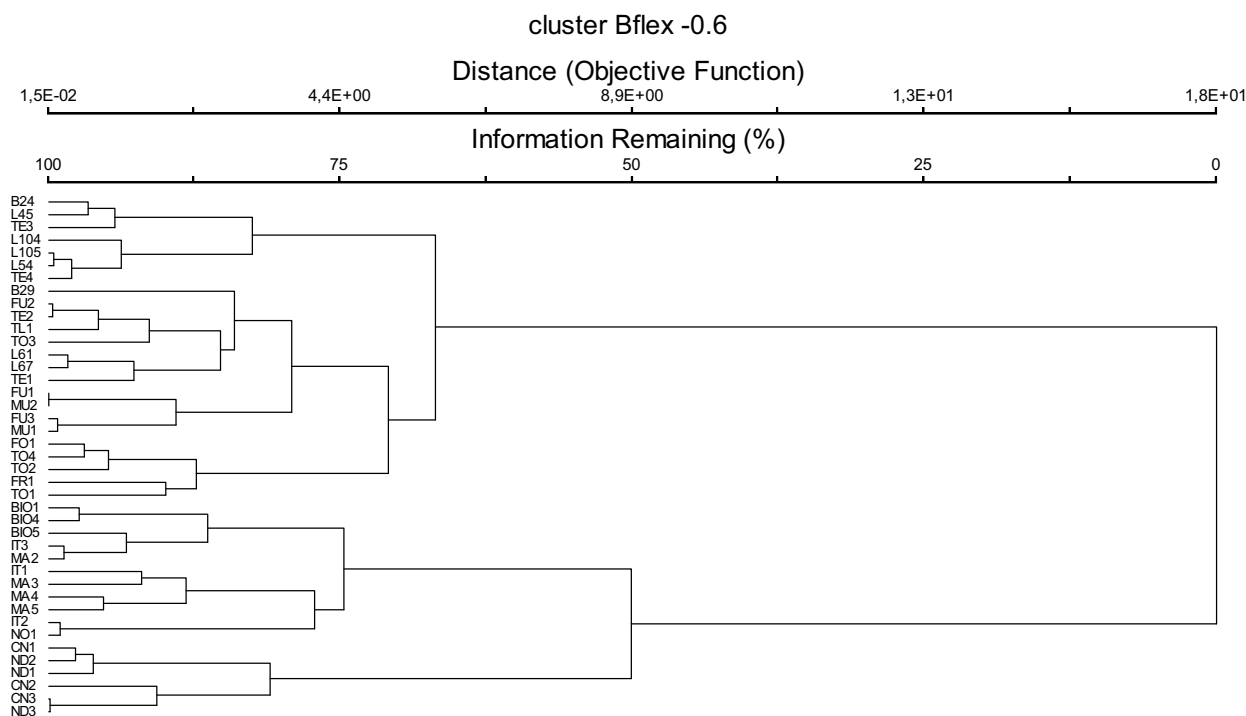 cluster Bflex -0.6
Distance (Objective Function)
1,5E-02 4,4E+00 8,9E+00 1,3E+01 1,8E+01
Information Remaining (%)
100 75 50 25 0
B24
L45
TE3
L104
L105
L54
TE4
B29
FU2
TE2
TL1
TO3
L61
L67
TE1
FU1
MU2
FU3
MU1
FO1
TO4
TO2
FR1
TO1
BIO1
BIO4
BIO5
IT3
MA2
IT1
MA3
MA4
MA5
IT2
NO1
CN1
ND2
ND1
CN2
CN3
ND3